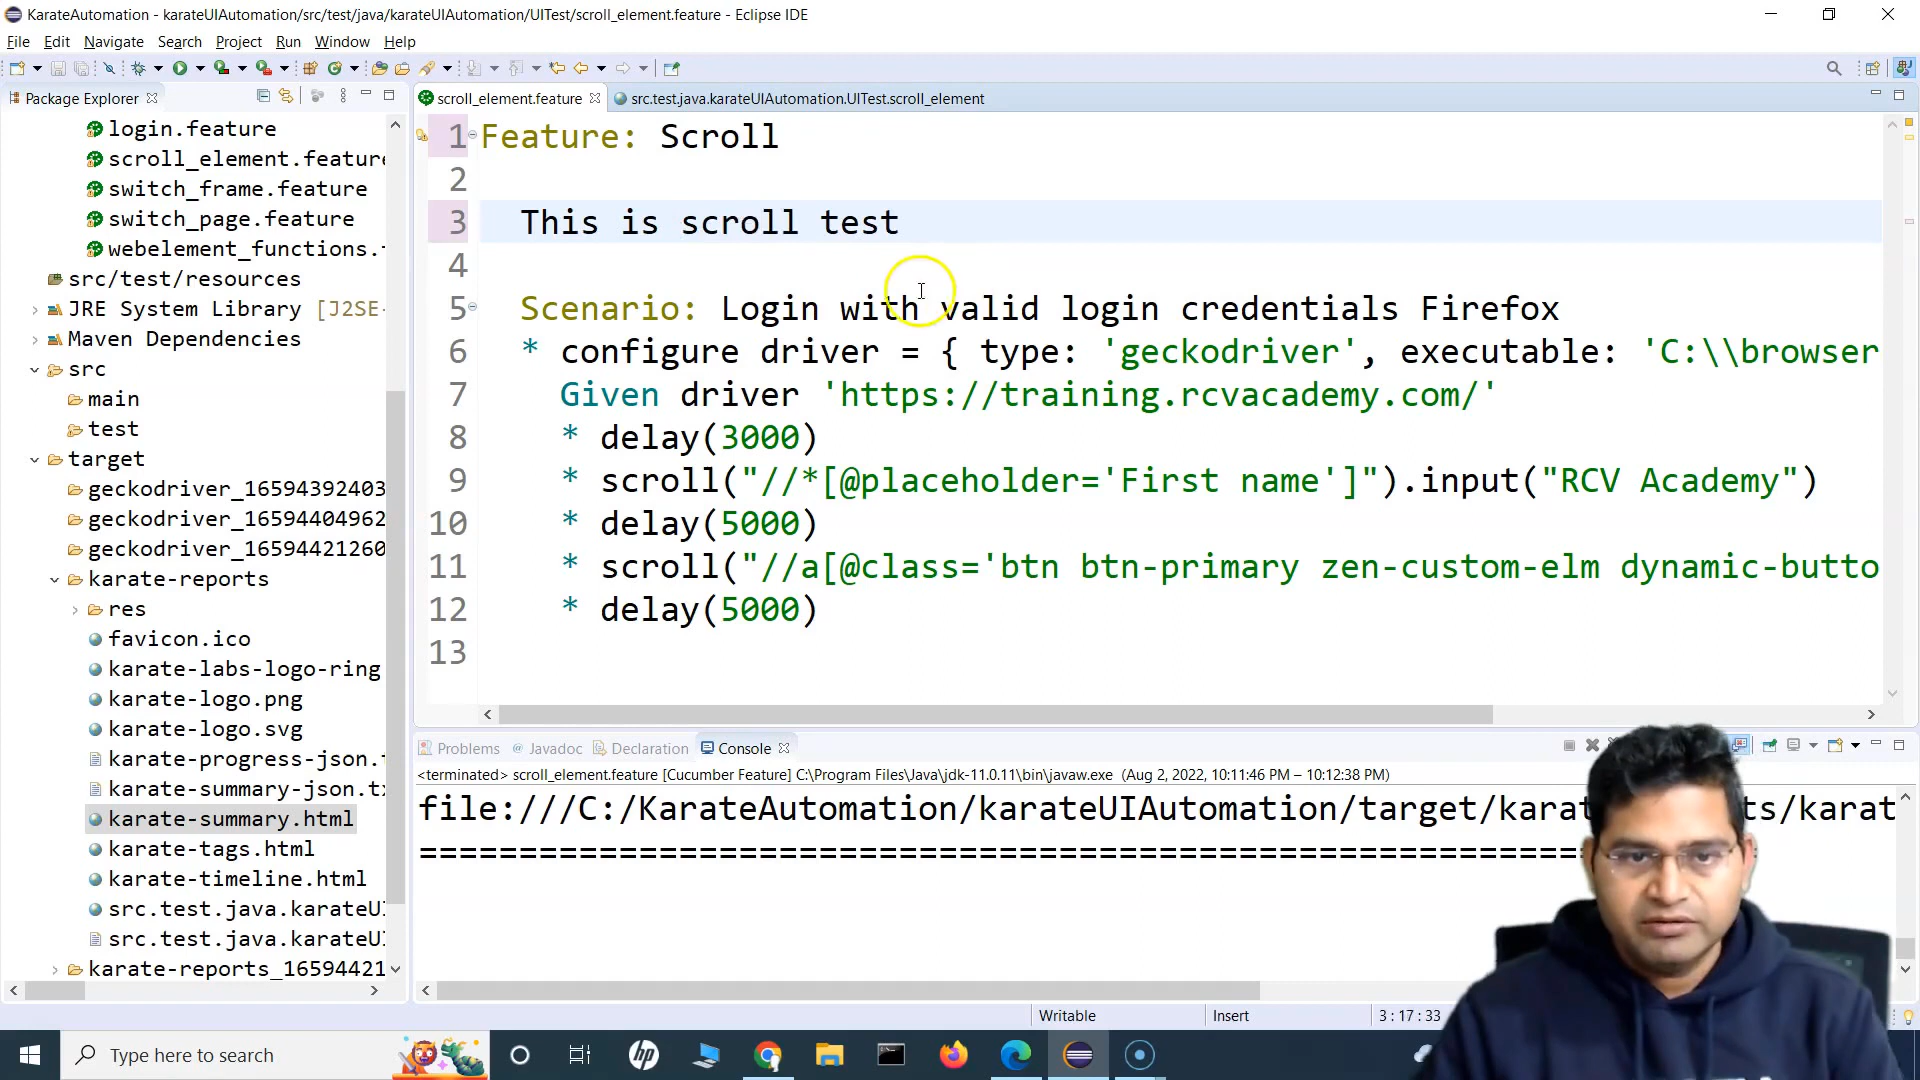 KarateAutomation - karateUIAutomation/src/test/java/karateUIAutomation/UITest/scroll_element.feature - Eclipse IDE
File Edit Navigate Search Project Run Window Help
Package Explorer
login.feature
scroll_element.feature
switch_frame.feature
switch_page.feature
webelement_functions.
src/test/resources
JRE System Library [J2SE-
Maven Dependencies
src
main
test
target
geckodriver_16594392403
geckodriver_16594404962
geckodriver_16594421260
karate-reports
res
favicon.ico
karate-labs-logo-ring
karate-logo.png
karate-logo.svg
karate-progress-json.
karate-summary-json.tx
karate-summary.html
karate-tags.html
karate-timeline.html
src.test.java.karateUI
src.test.java.karateUI
karate-reports_16594421
scroll_element.feature src.test.java.karateUIAutomation.UITest.scroll_element
1 Feature: Scroll
2
3 This is scroll test
4
5 Scenario: Login with valid login credentials Firefox
6 * configure driver = { type: 'geckodriver', executable: 'C:\\browser
7 Given driver 'https://training.rcvacademy.com/'
8 * delay(3000)
9 * scroll("//*[@placeholder='First name']").input("RCV Academy")
10 * delay(5000)
11 * scroll("//a[@class='btn btn-primary zen-custom-elm dynamic-butto
12 * delay(5000)
13
Problems Javadoc Declaration Console
<terminated> scroll_element.feature [Cucumber Feature] C:\Program Files\Java\jdk-11.0.11\bin\javaw.exe (Aug 2, 2022, 10:11:46 PM – 10:12:38 PM)
file:///C:/KarateAutomation/karateUIAutomation/target/karat ts/karat
==========================================================
Writable Insert 3 : 17 : 33
Type here to search
hp